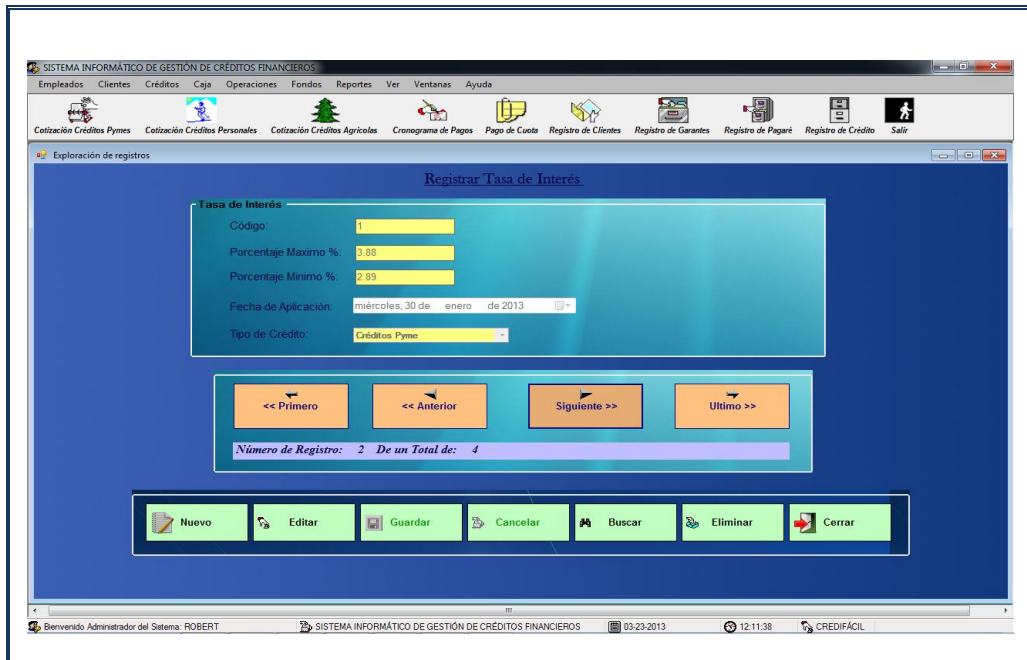 SISTEMA INFORMÁTICO DE GESTIÓN DE CRÉDITOS FINANCIEROS
Empleados Clientes Créditos Caja Operaciones Fondos Reportes Ver Ventanas Ayuda
Cotización Créditos Pymes Cotización Créditos Personales Cotización Créditos Agrícolas Cronograma de Pagos Pago de Cuota Registro de Clientes Registro de Garantes Registro de Pagaré Registro de Crédito Salir
Exploración de registros
Registrar Tasa de Interés
Tasa de Interés
Código: 1
Porcentaje Maximo %: 3.88
Porcentaje Minimo %: 2.89
Fecha de Aplicación: miércoles, 30 de enero de 2013
Tipo de Crédito: Créditos Pyme
<< Primero << Anterior Siguiente >> Ultimo >>
Número de Registro: 2 De un Total de: 4
Nuevo Editar Guardar Cancelar Buscar Eliminar Cerrar
Bienvenido Administrador del Sistema: ROBERT SISTEMA INFORMÁTICO DE GESTIÓN DE CRÉDITOS FINANCIEROS 03-23-2013 12:11:38 CREDIFÁCIL